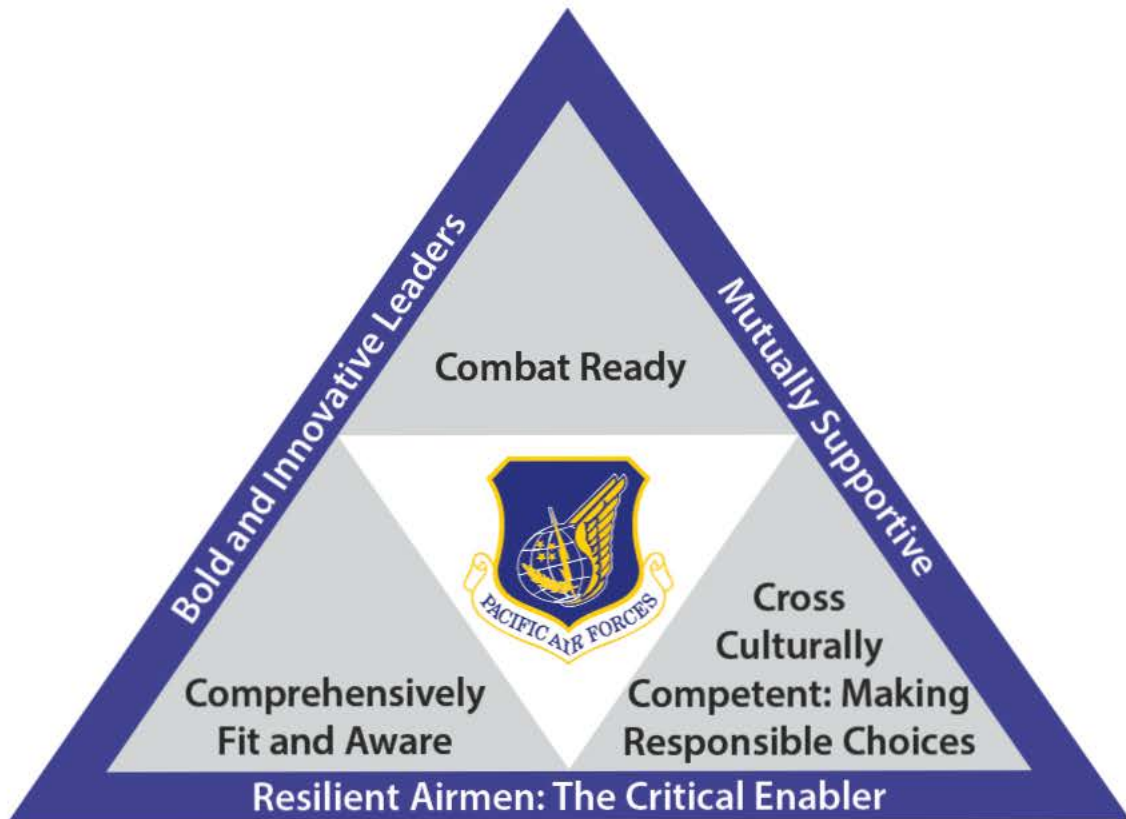 Bold and Innovative Leaders
Mutually Supportive
Combat Ready
PACIFIC AIR FORCES
Comprehensively
Fit and Aware
Cross
Culturally
Competent: Making
Responsible Choices
Resilient Airmen: The Critical Enabler